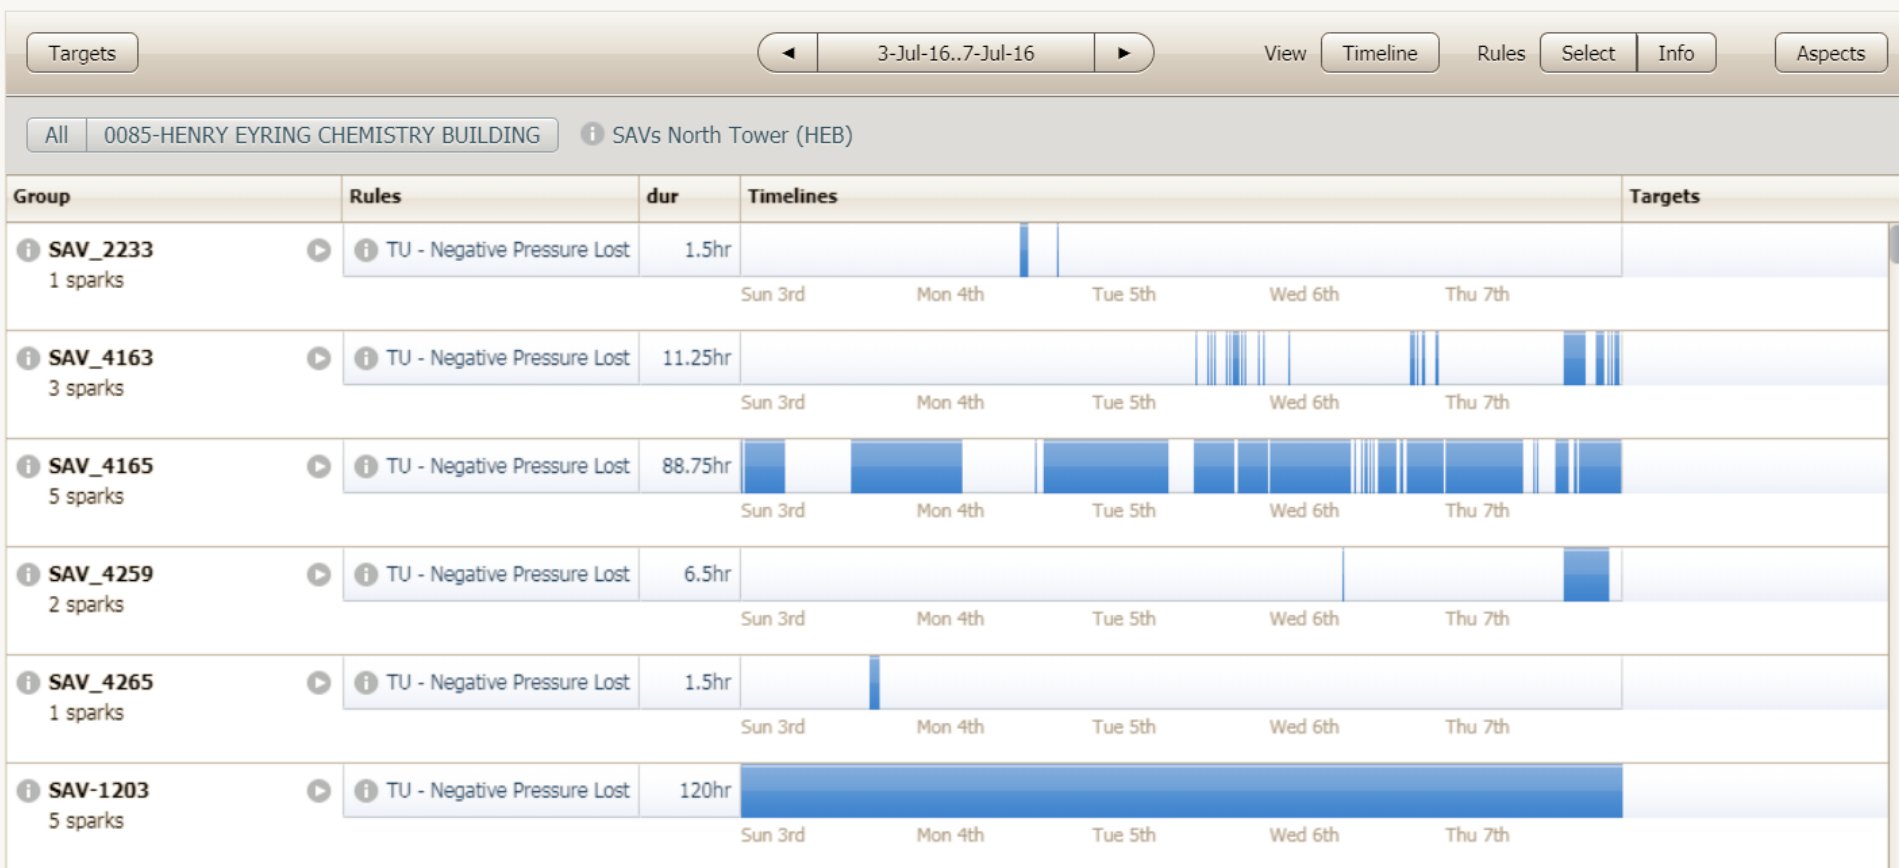 Targets ◄ 3-Jul-16..7-Jul-16 ► View Timeline Rules Select Info Aspects
All 0085-HENRY EYRING CHEMISTRY BUILDING SAVs North Tower (HEB)
Group Rules dur Timelines Targets
SAV_2233 TU - Negative Pressure Lost 1.5hr
1 sparks Sun 3rd Mon 4th Tue 5th Wed 6th Thu 7th
SAV_4163 TU - Negative Pressure Lost 11.25hr
3 sparks Sun 3rd Mon 4th Tue 5th Wed 6th Thu 7th
SAV_4165 TU - Negative Pressure Lost 88.75hr
5 sparks Sun 3rd Mon 4th Tue 5th Wed 6th Thu 7th
SAV_4259 TU - Negative Pressure Lost 6.5hr
2 sparks Sun 3rd Mon 4th Tue 5th Wed 6th Thu 7th
SAV_4265 TU - Negative Pressure Lost 1.5hr
1 sparks Sun 3rd Mon 4th Tue 5th Wed 6th Thu 7th
SAV-1203 TU - Negative Pressure Lost 120hr
5 sparks Sun 3rd Mon 4th Tue 5th Wed 6th Thu 7th